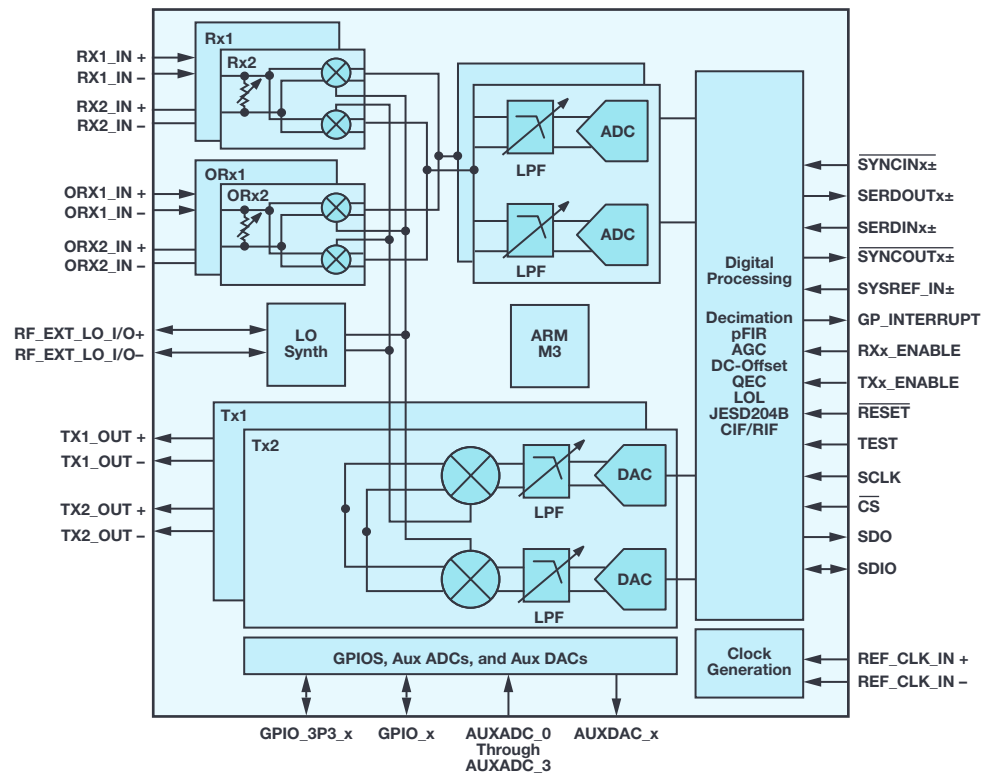 RX1_IN +
RX1_IN –
RX2_IN +
RX2_IN –
Rx1
Rx2
ORX1_IN +
ORX1_IN –
ORX2_IN +
ORX2_IN –
ORx1
ORx2
LPF
ADC
LPF
ADC
RF_EXT_LO_I/O+
RF_EXT_LO_I/O–
LO
Synth
ARM
M3
TX1_OUT +
TX1_OUT –
TX2_OUT +
TX2_OUT –
Tx1
Tx2
LPF
DAC
LPF
DAC
Digital
Processing
Decimation
pFIR
AGC
DC-Offset
QEC
LOL
JESD204B
CIF/RIF
SYNCINx±
SERDOUTx±
SERDINx±
SYNCOUTx±
SYSREF_IN±
GP_INTERRUPT
RXx_ENABLE
TXx_ENABLE
RESET
TEST
SCLK
CS
SDO
SDIO
Clock
Generation
REF_CLK_IN +
REF_CLK_IN –
GPIOS, Aux ADCs, and Aux DACs
GPIO_3P3_x
GPIO_x
AUXADC_0
Through
AUXADC_3
AUXDAC_x